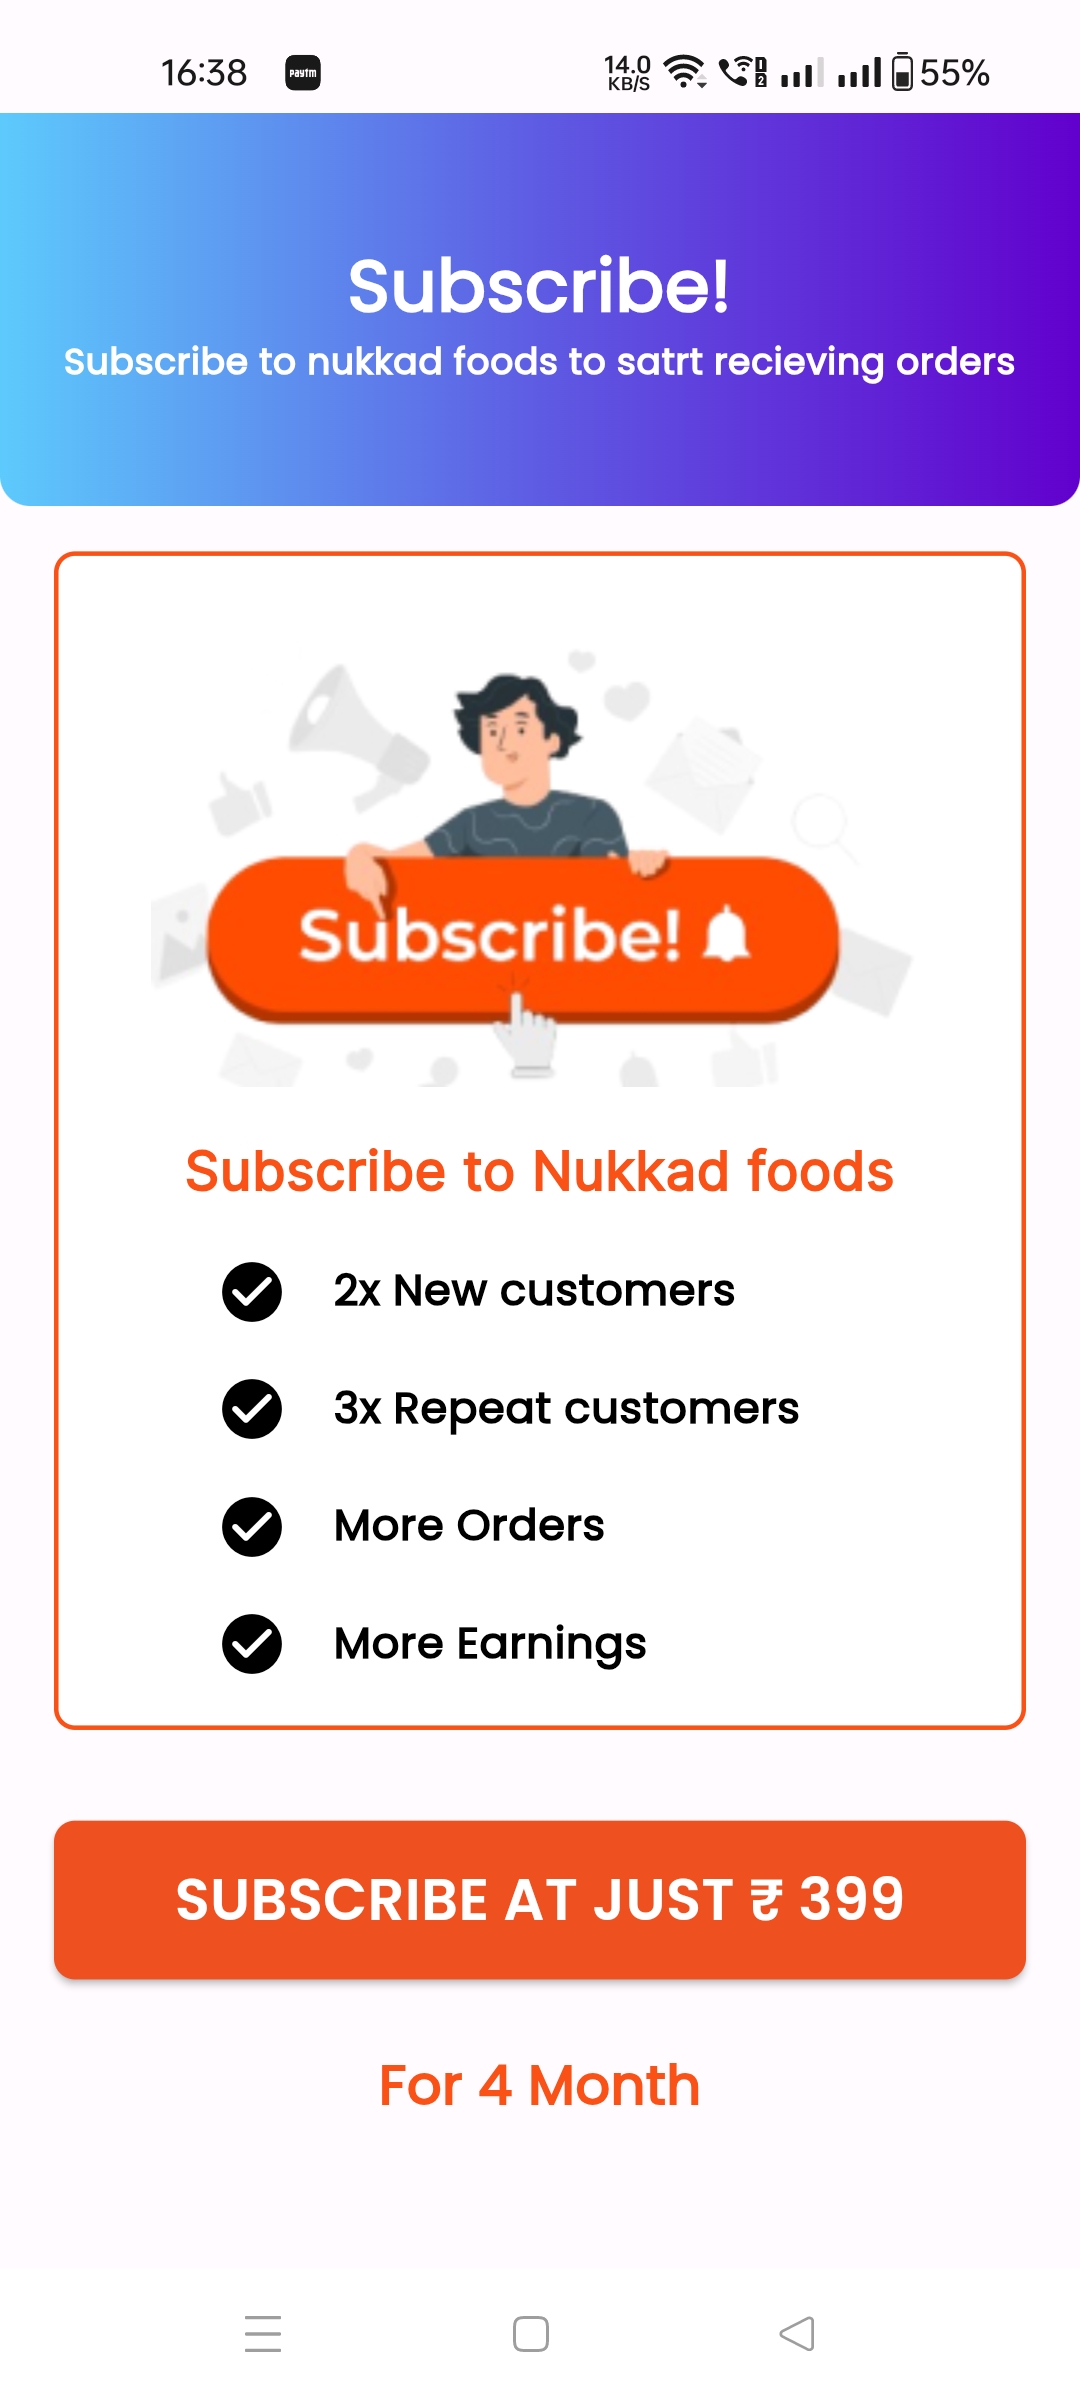 16:38
paytm
14.0
KB/S
1
2
55%
Subscribe!
Subscribe to nukkad foods to satrt recieving orders
Subscribe!
Subscribe to Nukkad foods
2x New customers
3x Repeat customers
More Orders
More Earnings
SUBSCRIBE AT JUST ₹ 399
For 4 Month